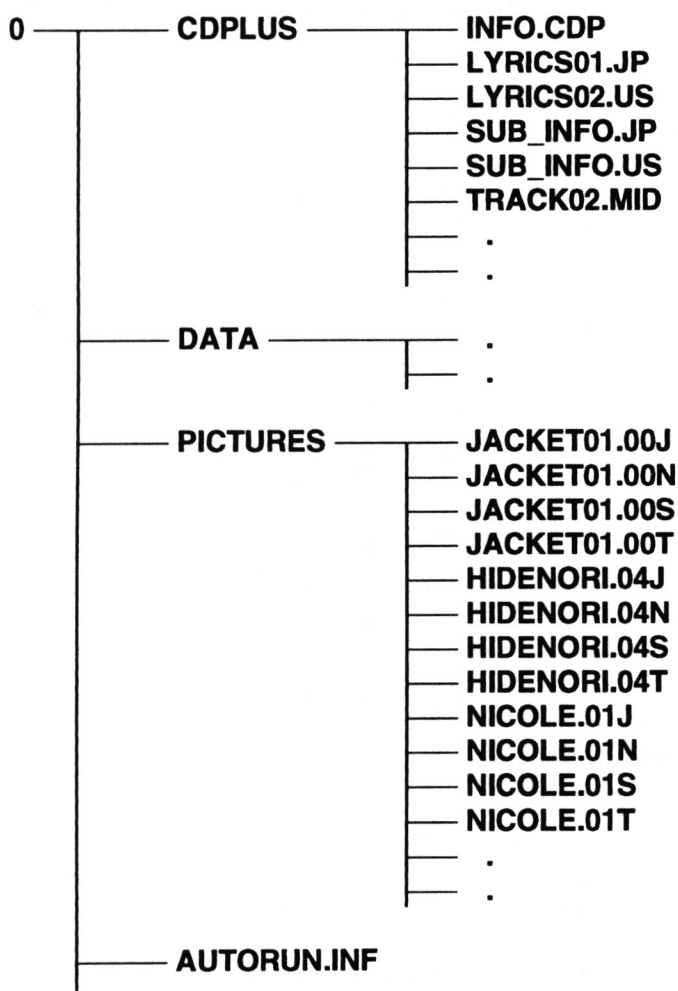 0 CDPLUS INFO.CDP
LYRICS01.JP
LYRICS02.US
SUB_INFO.JP
SUB_INFO.US
TRACK02.MID
.
.
DATA .
.
PICTURES JACKET01.00J
JACKET01.00N
JACKET01.00S
JACKET01.00T
HIDENORI.04J
HIDENORI.04N
HIDENORI.04S
HIDENORI.04T
NICOLE.01J
NICOLE.01N
NICOLE.01S
NICOLE.01T
.
.
AUTORUN.INF